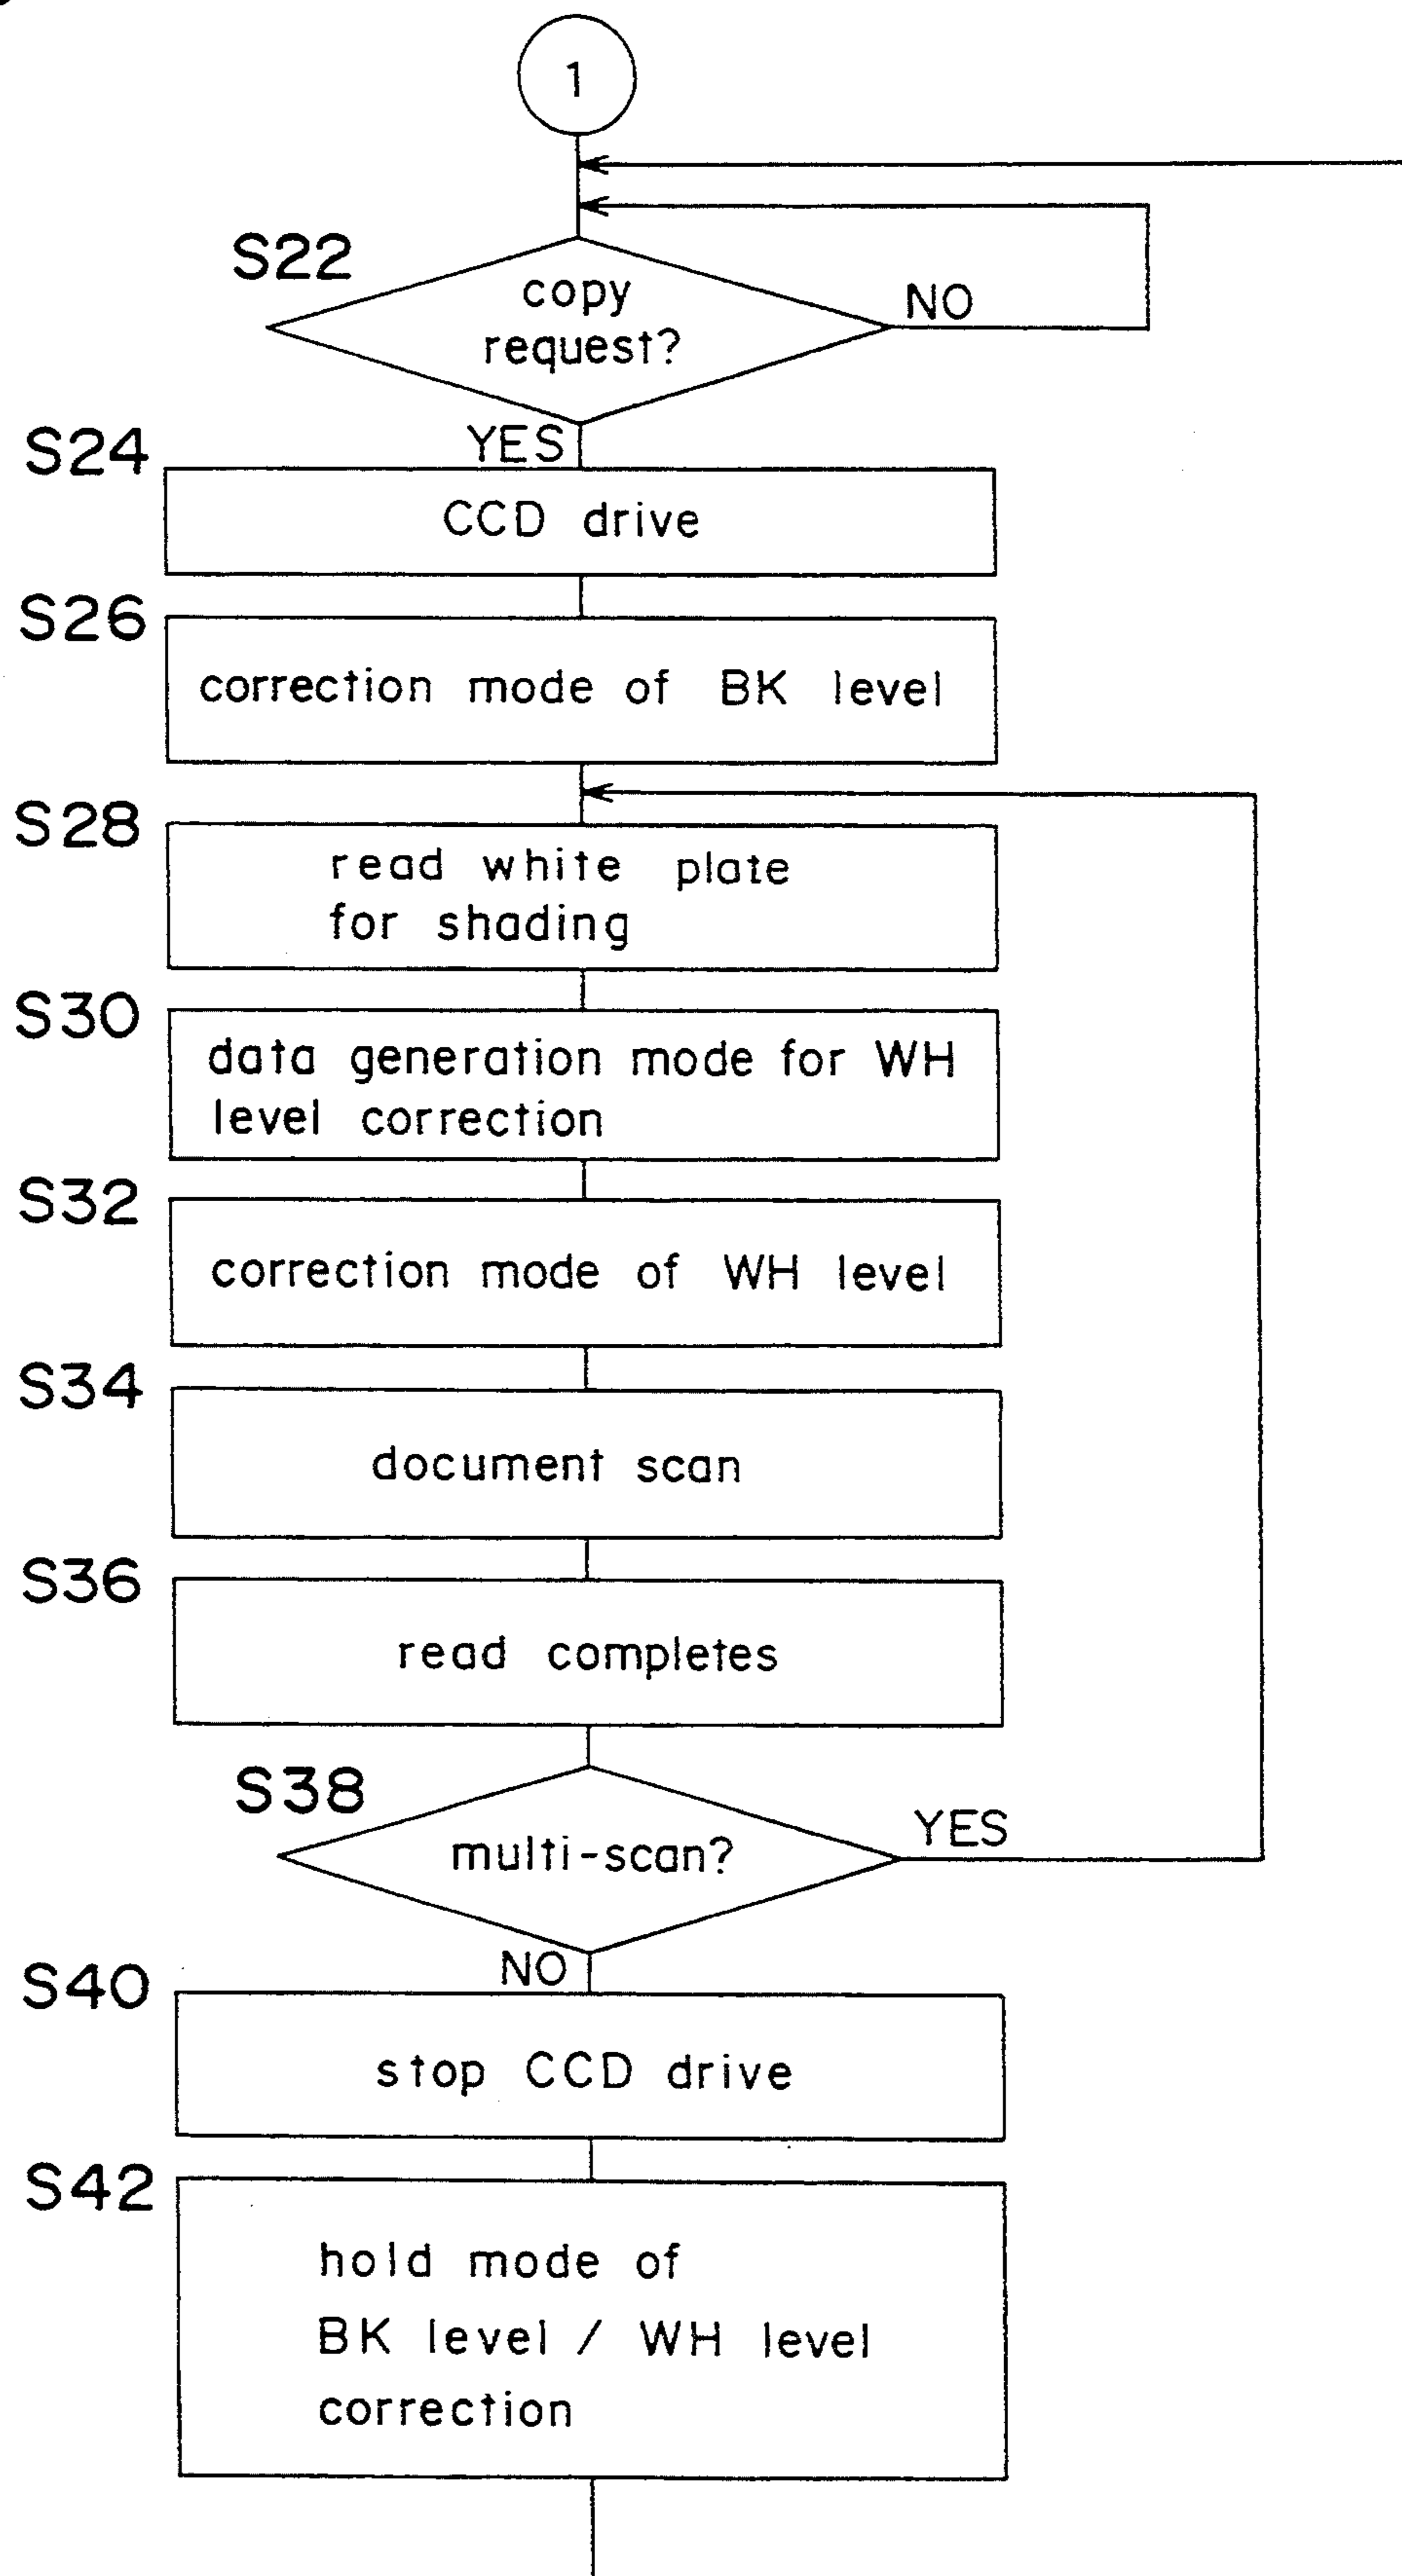 1
S22
copy
request?
NO
YES
S24
CCD drive
S26
correction mode of BK level
S28
read white plate
for shading
S30
data generation mode for WH
level correction
S32
correction mode of WH level
S34
document scan
S36
read completes
S38
multi-scan?
YES
NO
S40
stop CCD drive
S42
hold mode of
BK level / WH level
correction